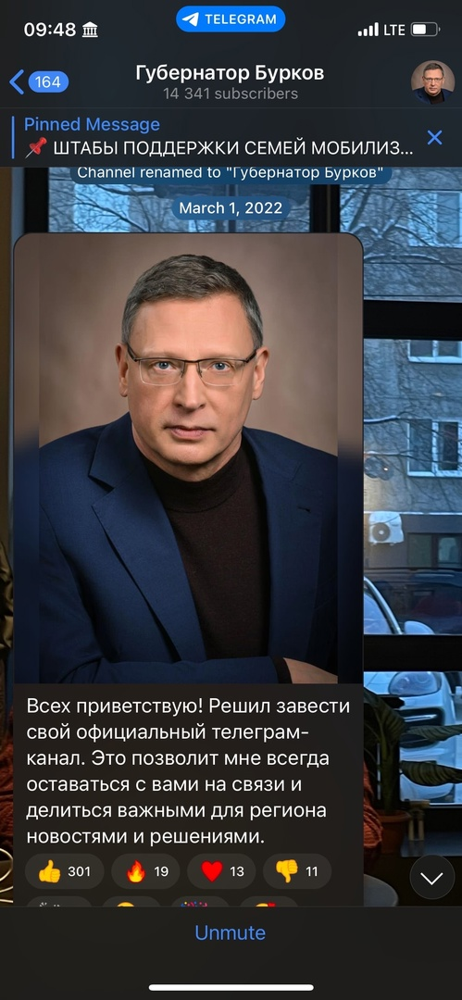 09:48
TELEGRAM
LTE
164
Губернатор Бурков
14 341 subscribers
Pinned Message
📌 ШТАБЫ ПОДДЕРЖКИ СЕМЕЙ МОБИЛИЗ...
Channel renamed to "Губернатор Бурков"
March 1, 2022
Всех приветствую! Решил завести
свой официальный телеграм-
канал. Это позволит мне всегда
оставаться с вами на связи и
делиться важными для региона
новостями и решениями.
👍 301 🔥 19 ❤️ 13 👎 11
Unmute